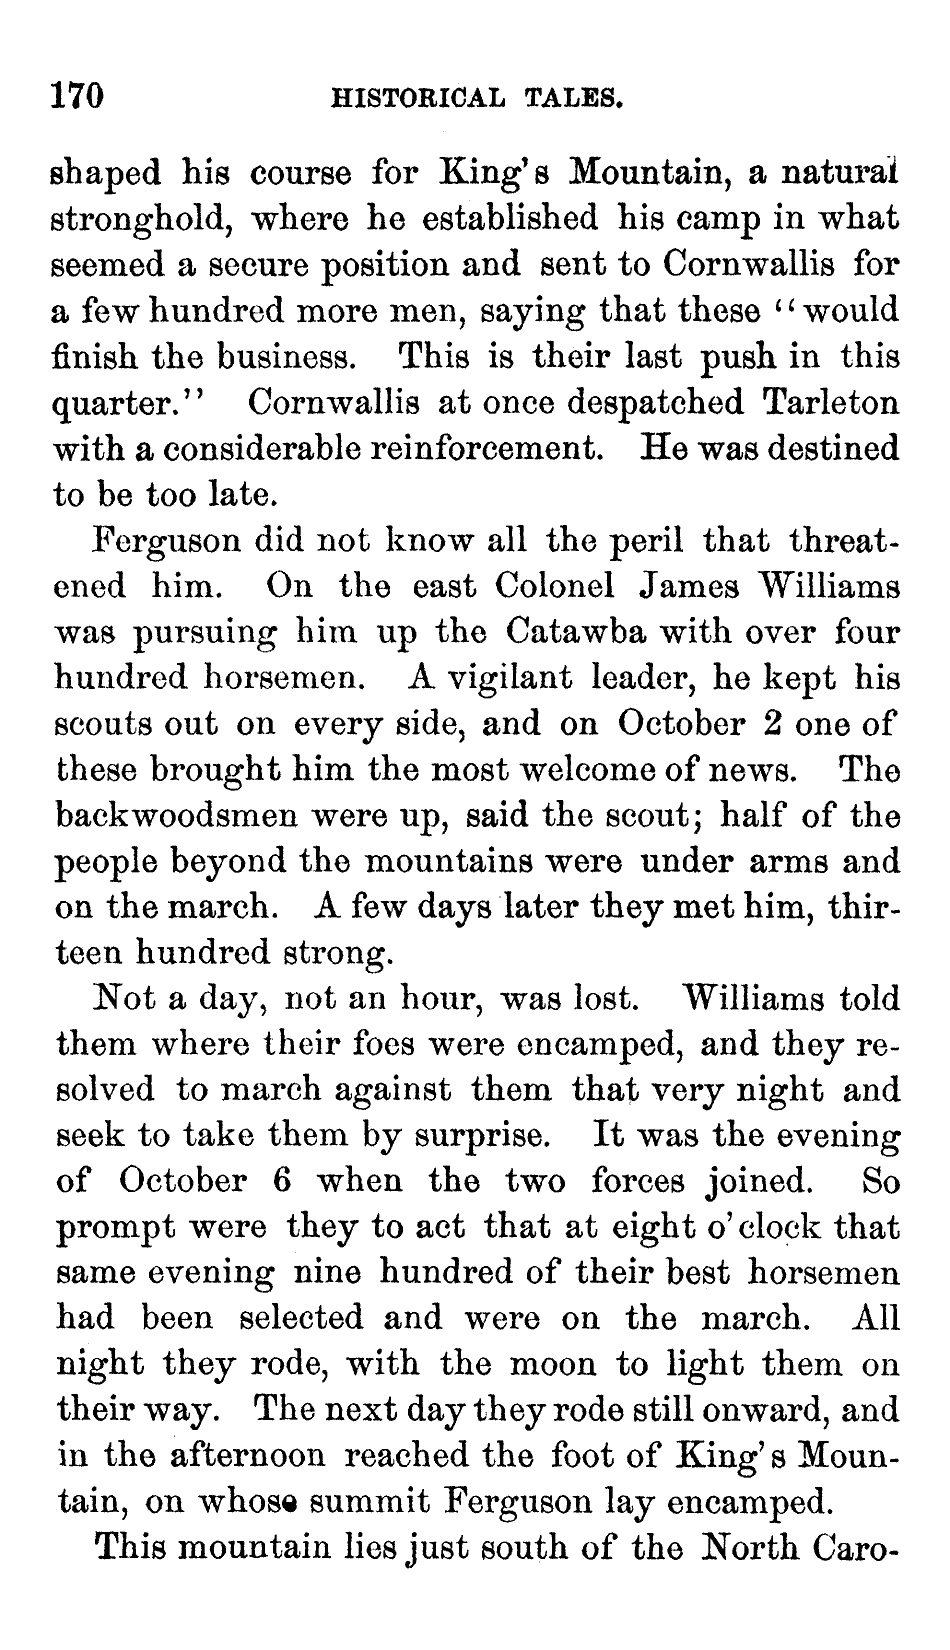 170 HISTORICAL TALES.
shaped his course for King's Mountain, a natural
stronghold, where he established his camp in what
seemed a secure position and sent to Cornwallis for
a few hundred more men, saying that these "would
finish the business. This is their last push in this
quarter." Cornwallis at once despatched Tarleton
with a considerable reinforcement. He was destined
to be too late.
Ferguson did not know all the peril that threat-
ened him. On the east Colonel James Williams
was pursuing him up the Catawba with over four
hundred horsemen. A vigilant leader, he kept his
scouts out on every side, and on October 2 one of
these brought him the most welcome of news. The
backwoodsmen were up, said the scout; half of the
people beyond the mountains were under arms and
on the march. A few days later they met him, thir-
teen hundred strong.
Not a day, not an hour, was lost. Williams told
them where their foes were encamped, and they re-
solved to march against them that very night and
seek to take them by surprise. It was the evening
of October 6 when the two forces joined. So
prompt were they to act that at eight o'clock that
same evening nine hundred of their best horsemen
had been selected and were on the march. All
night they rode, with the moon to light them on
their way. The next day they rode still onward, and
in the afternoon reached the foot of King's Moun-
tain, on whose summit Ferguson lay encamped.
This mountain lies just south of the North Caro-